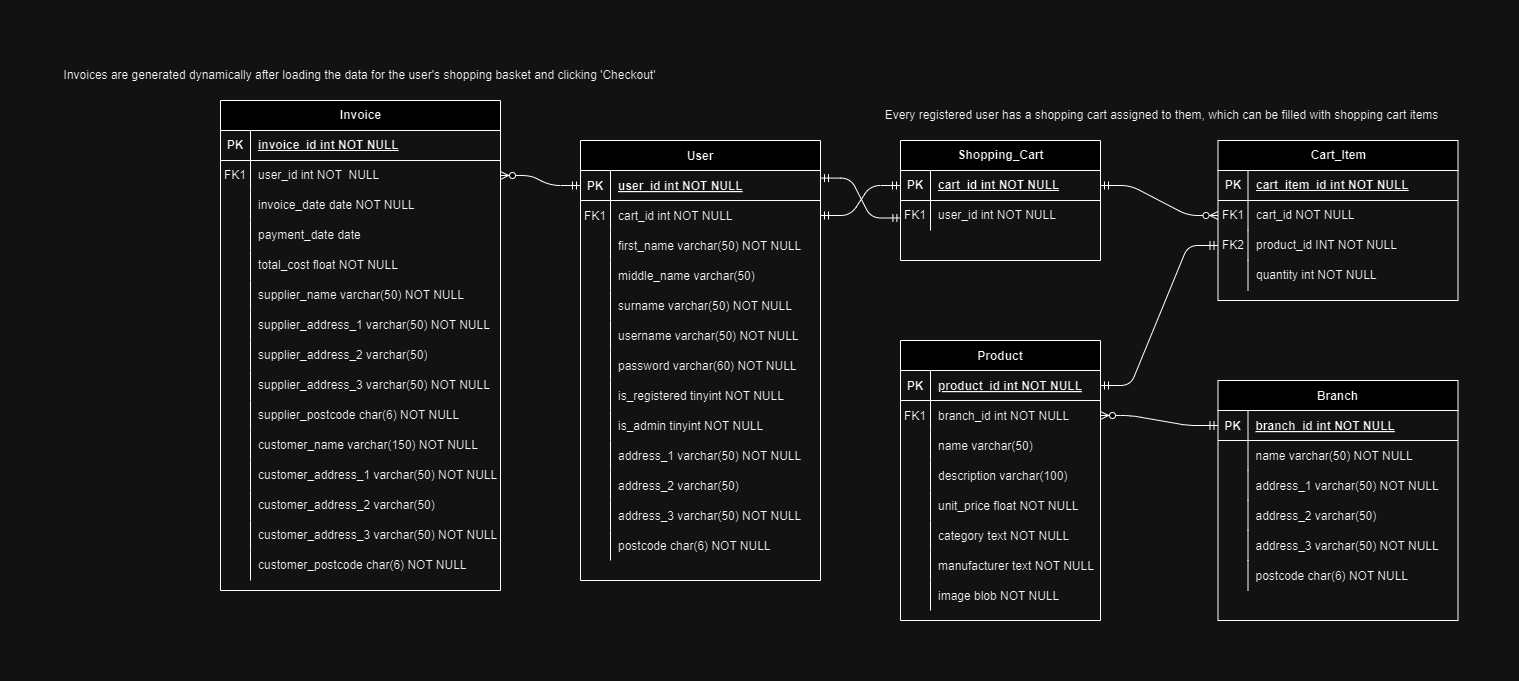 Invoices are generated dynamically after loading the data for the user's shopping basket and clicking 'Checkout'
Invoice
PK invoice_id int NOT NULL
FK1 user_id int NOT  NULL
invoice_date date NOT NULL
payment_date date
total_cost float NOT NULL
supplier_name varchar(50) NOT NULL
supplier_address_1 varchar(50) NOT NULL
supplier_address_2 varchar(50)
supplier_address_3 varchar(50) NOT NULL
supplier_postcode char(6) NOT NULL
customer_name varchar(150) NOT NULL
customer_address_1 varchar(50) NOT NULL
customer_address_2 varchar(50)
customer_address_3 varchar(50) NOT NULL
customer_postcode char(6) NOT NULL
User
PK user_id int NOT NULL
FK1 cart_id int NOT NULL
first_name varchar(50) NOT NULL
middle_name varchar(50)
surname varchar(50) NOT NULL
username varchar(50) NOT NULL
password varchar(60) NOT NULL
is_registered tinyint NOT NULL
is_admin tinyint NOT NULL
address_1 varchar(50) NOT NULL
address_2 varchar(50)
address_3 varchar(50) NOT NULL
postcode char(6) NOT NULL
Every registered user has a shopping cart assigned to them, which can be filled with shopping cart items
Shopping_Cart
PK cart_id int NOT NULL
FK1 user_id int NOT NULL
Cart_Item
PK cart_item_id int NOT NULL
FK1 cart_id NOT NULL
FK2 product_id INT NOT NULL
quantity int NOT NULL
Product
PK product_id int NOT NULL
FK1 branch_id int NOT NULL
name varchar(50)
description varchar(100)
unit_price float NOT NULL
category text NOT NULL
manufacturer text NOT NULL
image blob NOT NULL
Branch
PK branch_id int NOT NULL
name varchar(50) NOT NULL
address_1 varchar(50) NOT NULL
address_2 varchar(50)
address_3 varchar(50) NOT NULL
postcode char(6) NOT NULL